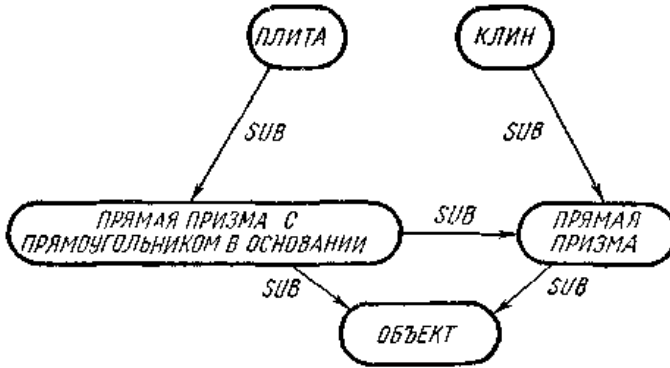 ПЛИТА
КЛИН
SUB
SUB
ПРЯМАЯ ПРИЗМА С
ПРЯМОУГОЛЬНИКОМ В ОСНОВАНИИ
SUB
ПРЯМАЯ
ПРИЗМА
SUB
SUB
ОБЪЕКТ